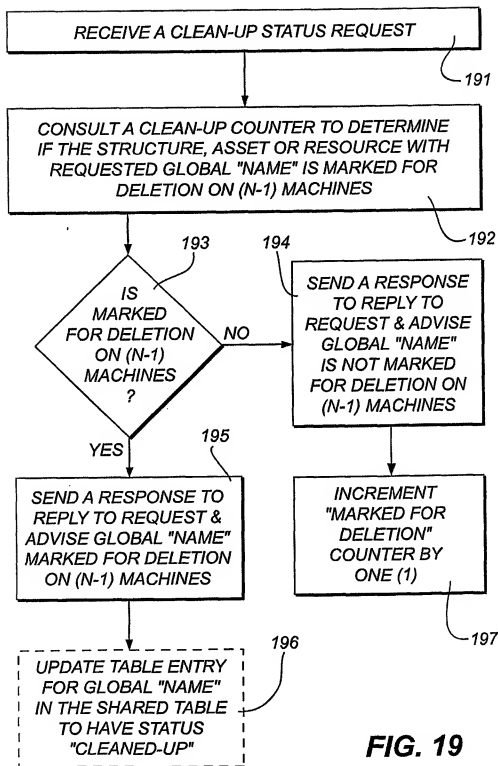 RECEIVE A CLEAN-UP STATUS REQUEST
191
CONSULT A CLEAN-UP COUNTER TO DETERMINE
IF THE STRUCTURE, ASSET OR RESOURCE WITH
REQUESTED GLOBAL "NAME" IS MARKED FOR
DELETION ON (N-1) MACHINES
192
193
IS
MARKED
FOR DELETION
ON (N-1)
MACHINES
?
NO
YES
194
SEND A RESPONSE
TO REPLY TO
REQUEST & ADVISE
GLOBAL "NAME"
IS NOT MARKED
FOR DELETION ON
(N-1) MACHINES
195
SEND A RESPONSE TO
REPLY TO REQUEST &
ADVISE GLOBAL "NAME"
MARKED FOR DELETION
ON (N-1) MACHINES
INCREMENT
"MARKED FOR
DELETION"
COUNTER BY
ONE (1)
197
196
UPDATE TABLE ENTRY
FOR GLOBAL "NAME"
IN THE SHARED TABLE
TO HAVE STATUS
"CLEANED-UP"
FIG. 19